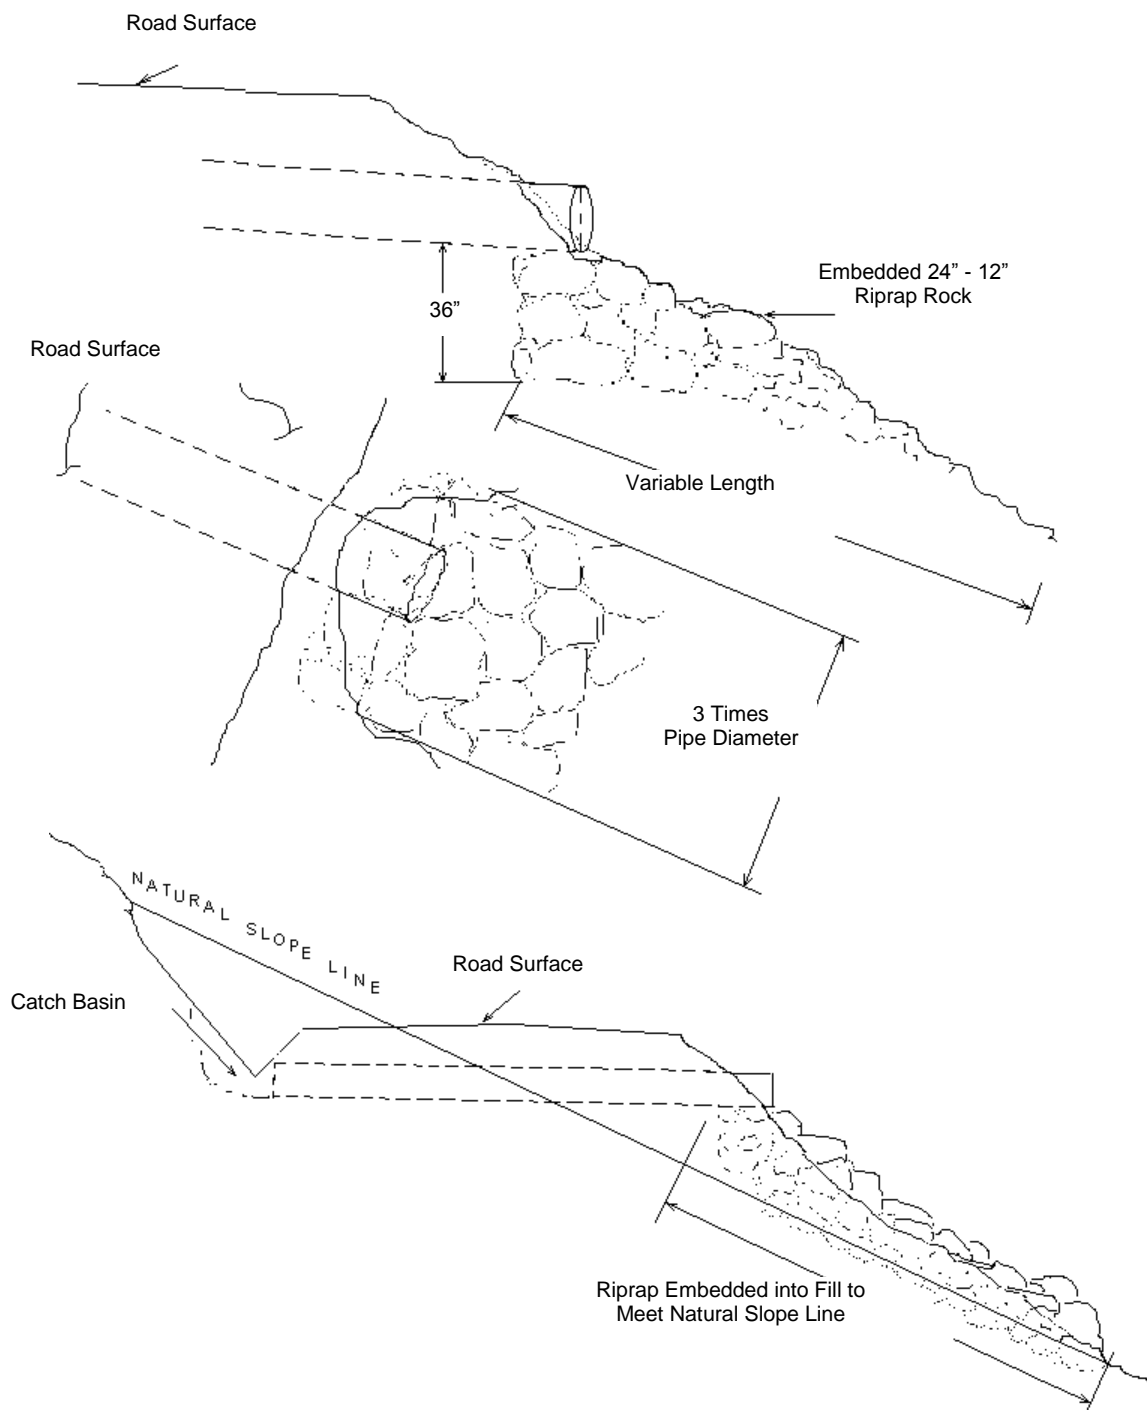 Road Surface
Embedded 24” - 12”
Riprap Rock
36”
Road Surface
Variable Length
3 Times
Pipe Diameter
NATURAL SLOPE LINE
Road Surface
Catch Basin
Riprap Embedded into Fill to
Meet Natural Slope Line